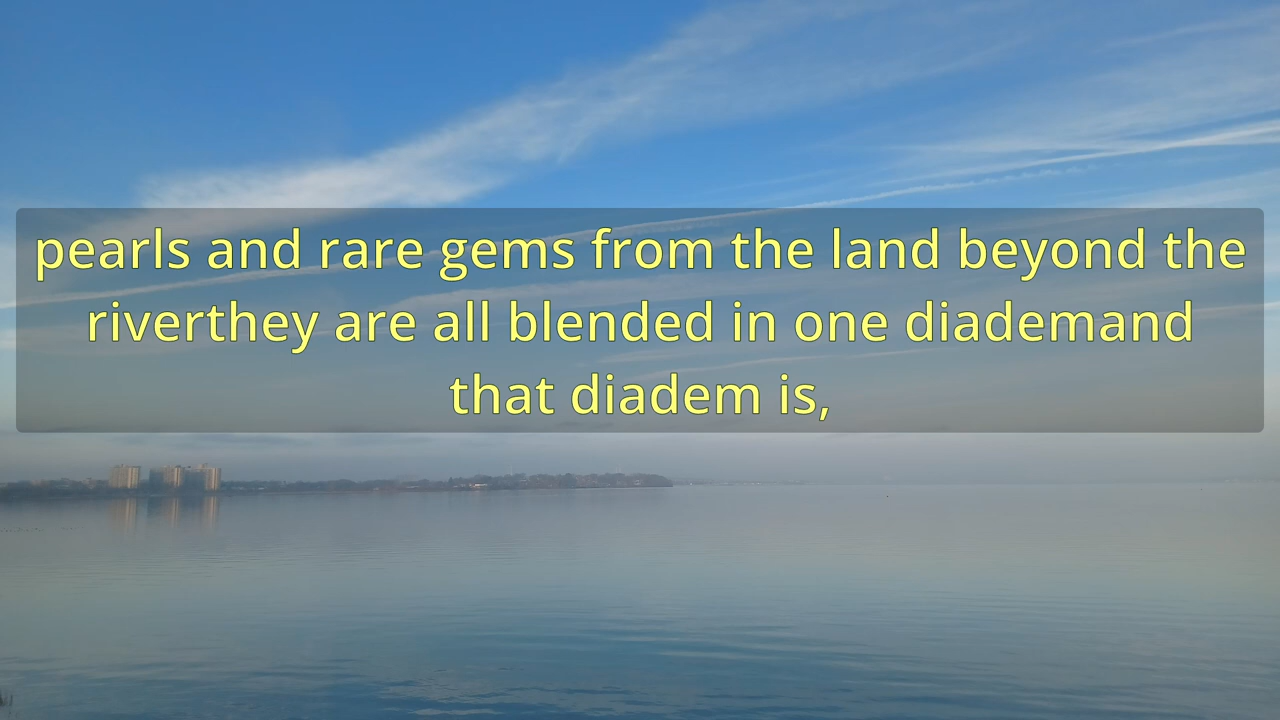 pearls and rare gems from the land beyond the
riverthey are all blended in one diademand
that diadem is,